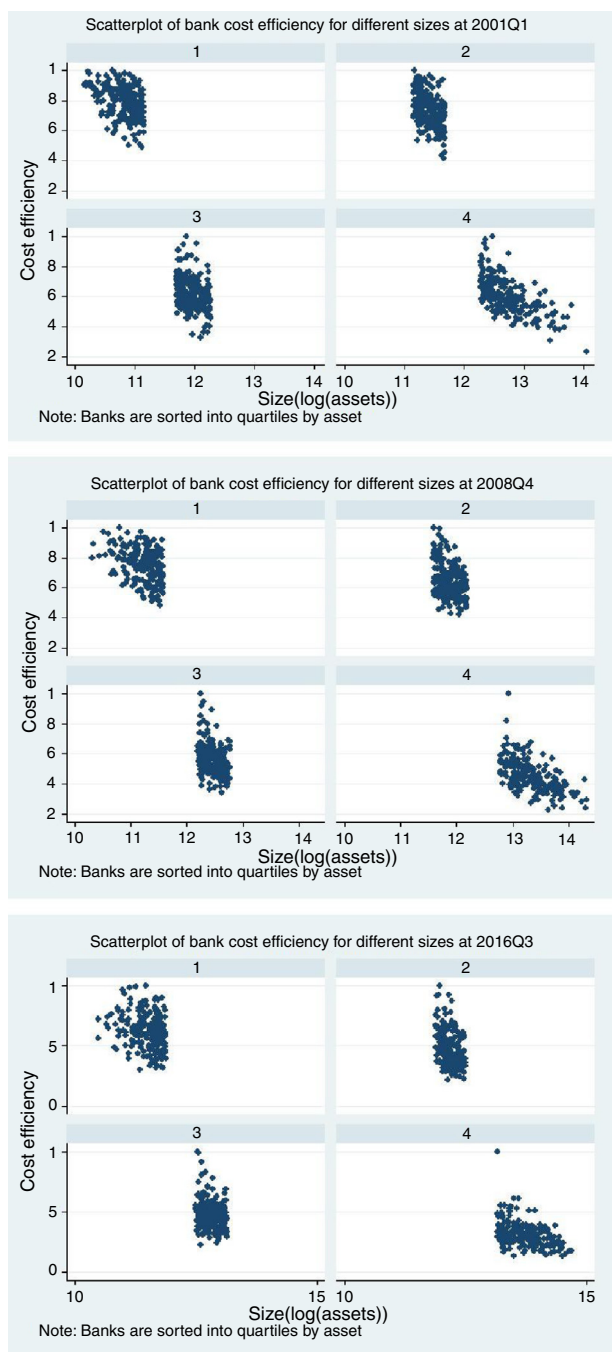 Scatterplot of bank cost efficiency for different sizes at 2001Q1
1 2
1
8
6
4
2
3 4
1
8
6
4
2
Cost efficiency
10 11 12 13 14 10 11 12 13 14
Size(log(assets))
Note: Banks are sorted into quartiles by asset
Scatterplot of bank cost efficiency for different sizes at 2008Q4
1 2
1
8
6
4
2
3 4
1
8
6
4
2
Cost efficiency
10 11 12 13 14 10 11 12 13 14
Size(log(assets))
Note: Banks are sorted into quartiles by asset
Scatterplot of bank cost efficiency for different sizes at 2016Q3
1 2
1
5
0
3 4
1
5
0
Cost efficiency
10 15 10 15
Size(log(assets))
Note: Banks are sorted into quartiles by asset